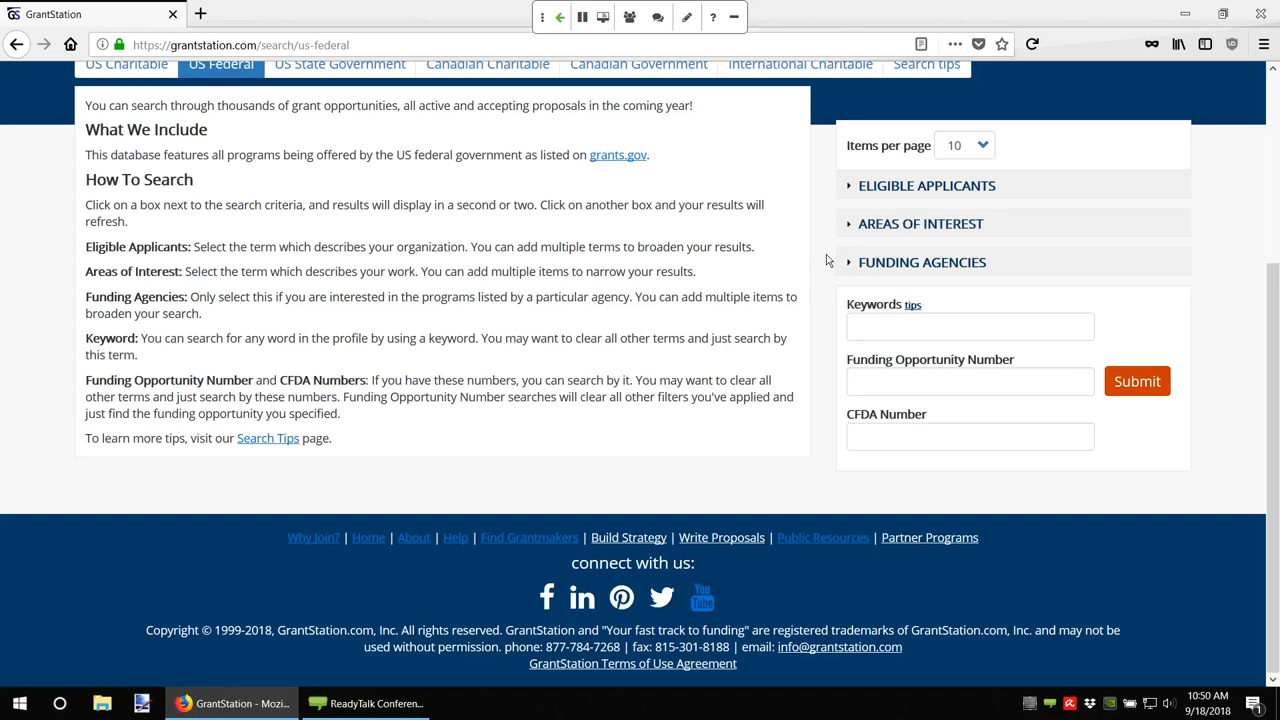 GrantStation
https://grantstation.com/search/us-federal
US Charitable
US Federal
US State Government
Canadian Charitable
Canadian Government
International Charitable
Search tips
You can search through thousands of grant opportunities, all active and accepting proposals in the coming year!
What We Include
This database features all programs being offered by the US federal government as listed on grants.gov.
How To Search
Click on a box next to the search criteria, and results will display in a second or two. Click on another box and your results will
refresh.
Eligible Applicants: Select the term which describes your organization. You can add multiple terms to broaden your results.
Areas of Interest: Select the term which describes your work. You can add multiple items to narrow your results.
Funding Agencies: Only select this if you are interested in the programs listed by a particular agency. You can add multiple items to
broaden your search.
Keyword: You can search for any word in the profile by using a keyword. You may want to clear all other terms and just search by
this term.
Funding Opportunity Number and CFDA Numbers: If you have these numbers, you can search by it. You may want to clear all
other terms and just search by these numbers. Funding Opportunity Number searches will clear all other filters you've applied and
just find the funding opportunity you specified.
To learn more tips, visit our Search Tips page.
Items per page 10
ELIGIBLE APPLICANTS
AREAS OF INTEREST
FUNDING AGENCIES
Keywords tips
Funding Opportunity Number
Submit
CFDA Number
Why Join? | Home | About | Help | Find Grantmakers | Build Strategy | Write Proposals | Public Resources | Partner Programs
connect with us:
You
Tube
Copyright © 1999-2018, GrantStation.com, Inc. All rights reserved. GrantStation and "Your fast track to funding" are registered trademarks of GrantStation.com, Inc. and may not be
used without permission. phone: 877-784-7268 | fax: 815-301-8188 | email: info@grantstation.com
GrantStation Terms of Use Agreement
GrantStation - Mozi...
ReadyTalk Conferen...
10:50 AM
9/18/2018